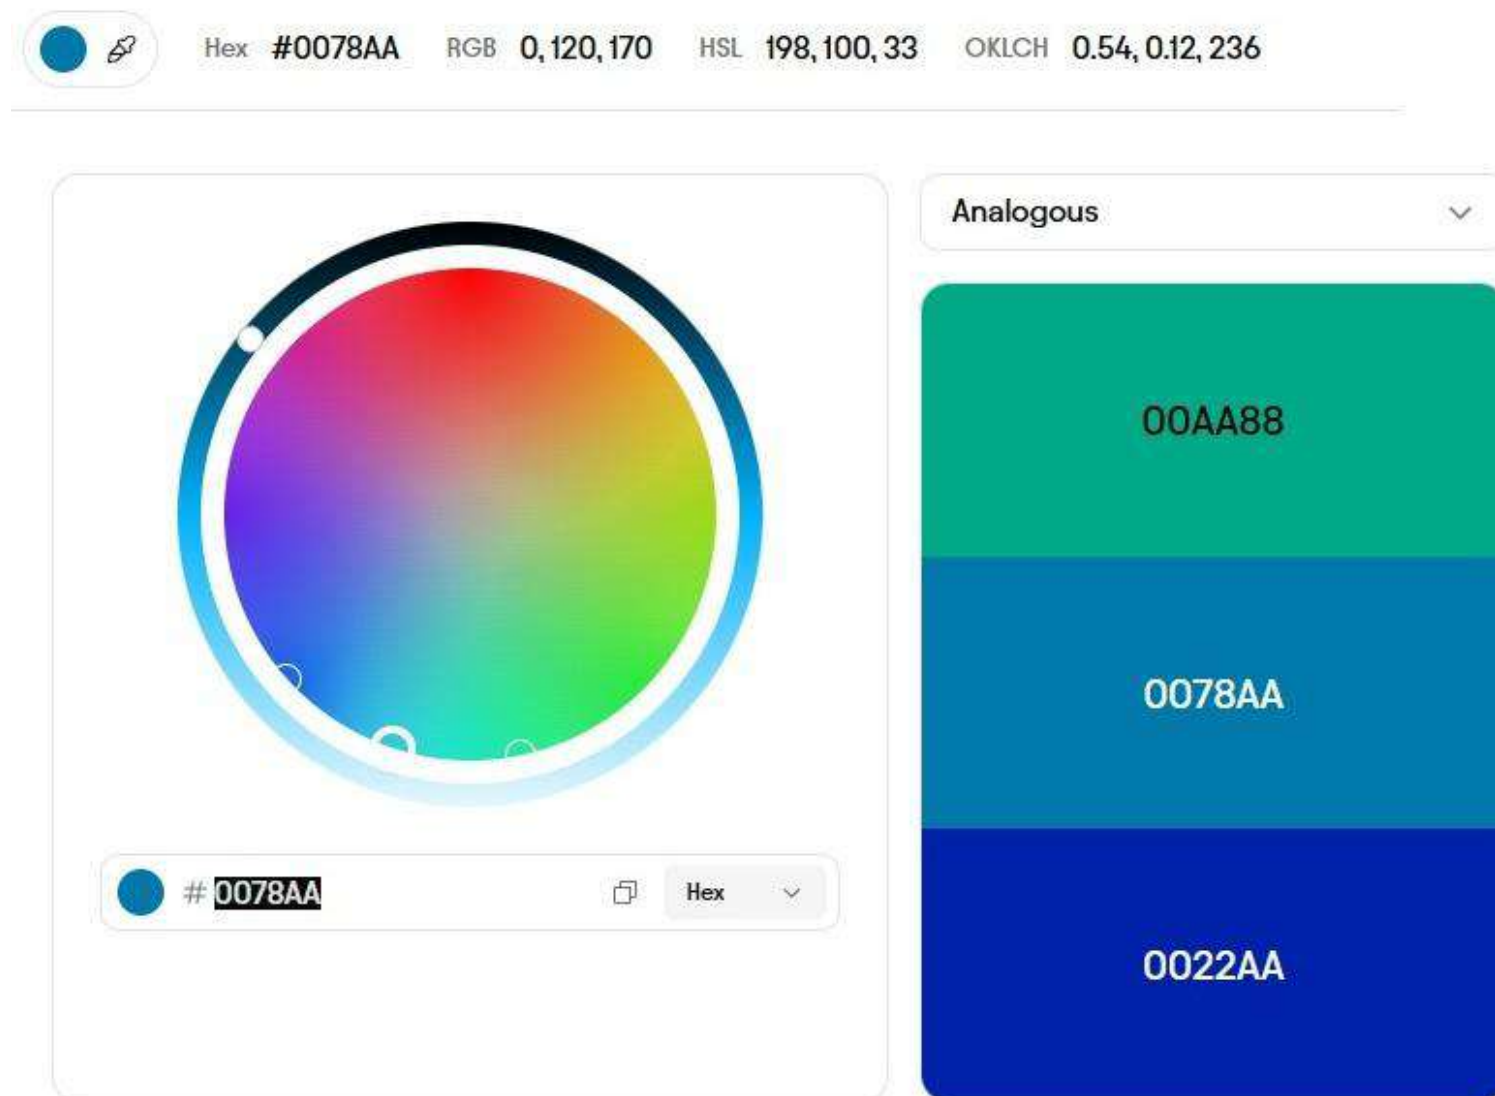 Hex #0078AA RGB 0, 120, 170 HSL 198, 100, 33 OKLCH 0.54, 0.12, 236
Analogous
00AA88
0078AA
0022AA
# 0078AA Hex